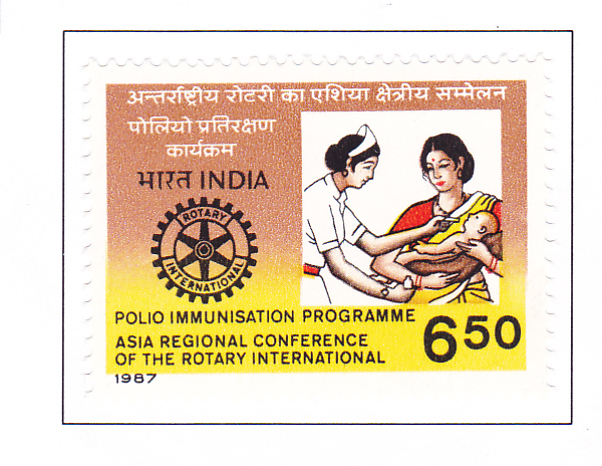 अन्तर्राष्ट्रीय रोटरी का एशिया क्षेत्रीय सम्मेलन
पोलियो प्रतिरक्षण
कार्यक्रम
भारत INDIA
ROTARY
INTERNATIONAL
POLIO IMMUNISATION PROGRAMME
ASIA REGIONAL CONFERENCE
OF THE ROTARY INTERNATIONAL
650
1987